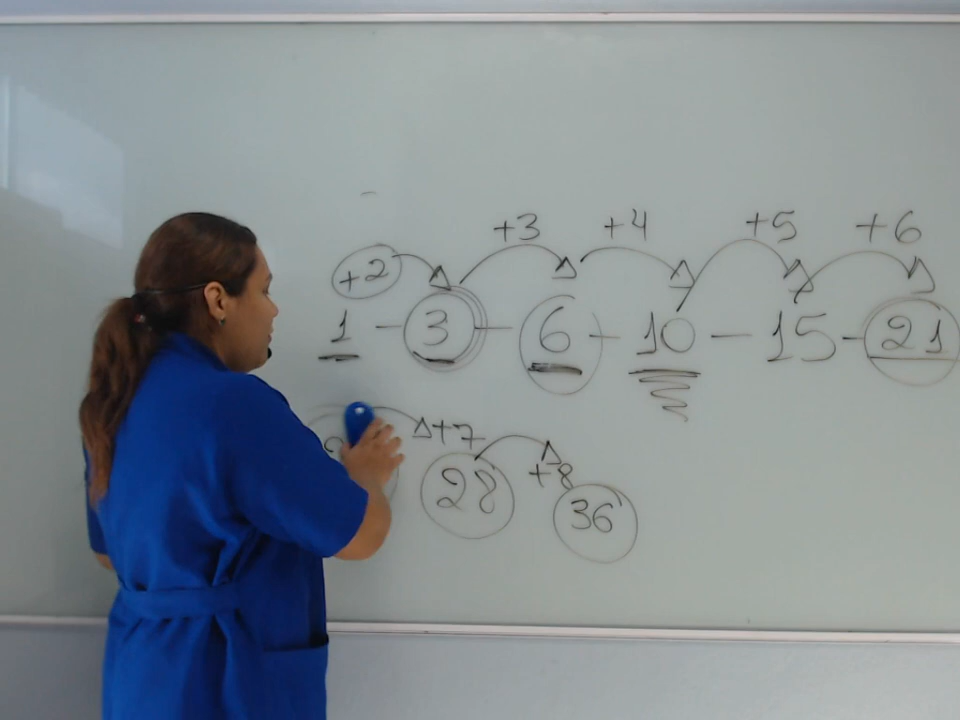 +2 +3 +4 +5 +6
1 - 3 - 6 - 10 - 15 - 21
+7 +8
28 36